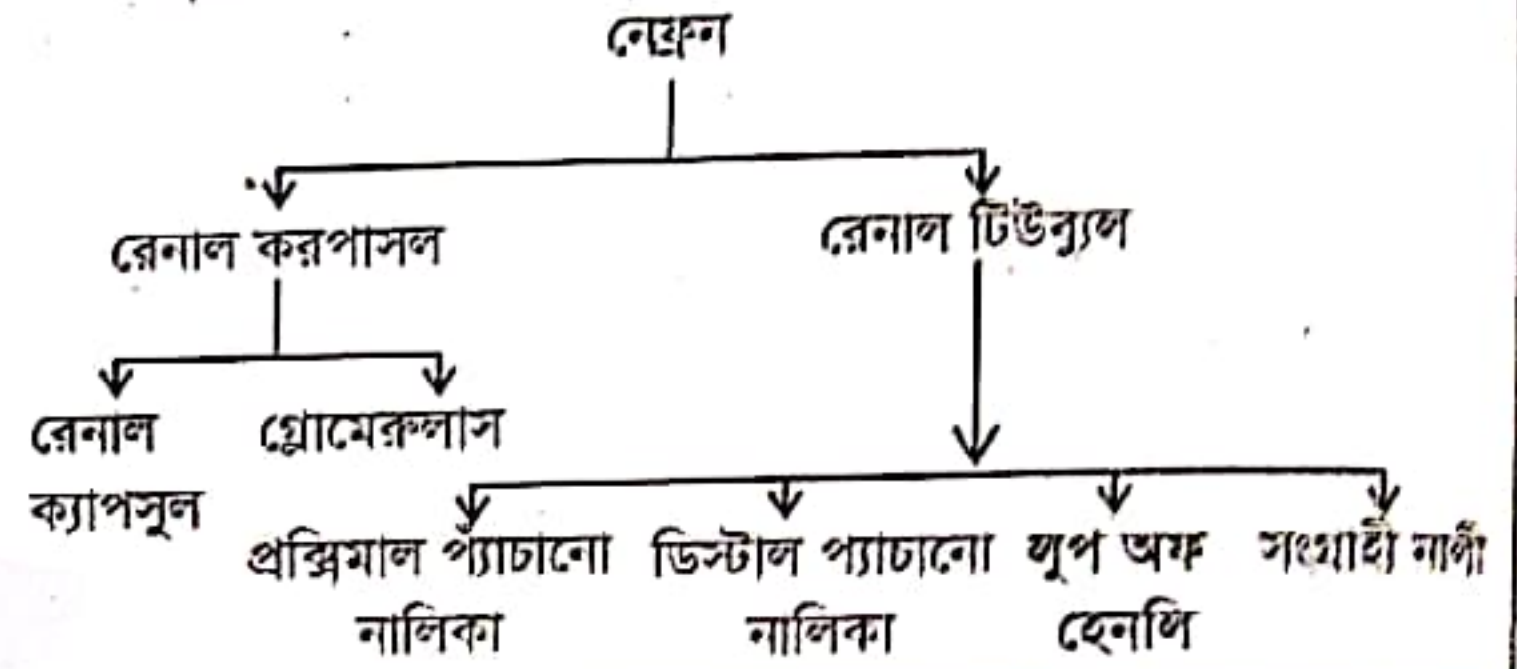 নেফ্রন
রেনাল করপাসল
রেনাল টিউব্যুল
রেনাল
ক্যাপসুল
গ্লোমেরুলাস
প্রক্সিমাল প্যাঁচানো
নালিকা
ডিস্টাল প্যাচানো
নালিকা
লুপ অফ
হেনলি
সংগ্রাহী নালী